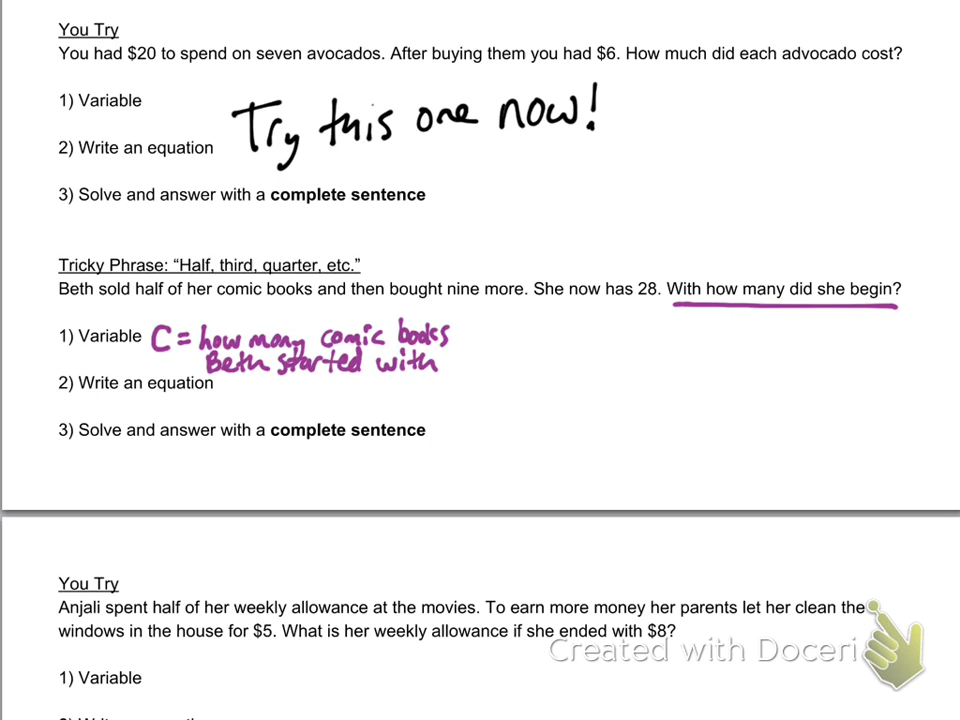 You Try
You had $20 to spend on seven avocados. After buying them you had $6. How much did each advocado cost?
1) Variable
Try this one now!
2) Write an equation
3) Solve and answer with a complete sentence
Tricky Phrase: “Half, third, quarter, etc.”
Beth sold half of her comic books and then bought nine more. She now has 28. With how many did she begin?
1) Variable C = how many comic books
Beth started with
2) Write an equation
3) Solve and answer with a complete sentence
You Try
Anjali spent half of her weekly allowance at the movies. To earn more money her parents let her clean the
windows in the house for $5. What is her weekly allowance if she ended with $8?
Created with Doceri
1) Variable